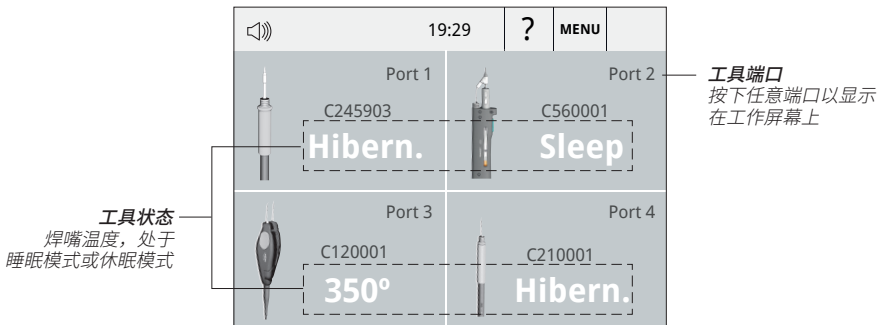 19:29
?
MENU
Port 1
C245903
Hibern.
Port 2
C560001
Sleep
工具端口
按下任意端口以显示
在工作屏幕上
工具状态
焊嘴温度，处于
睡眠模式或休眠模式
Port 3
C120001
350º
Port 4
C210001
Hibern.